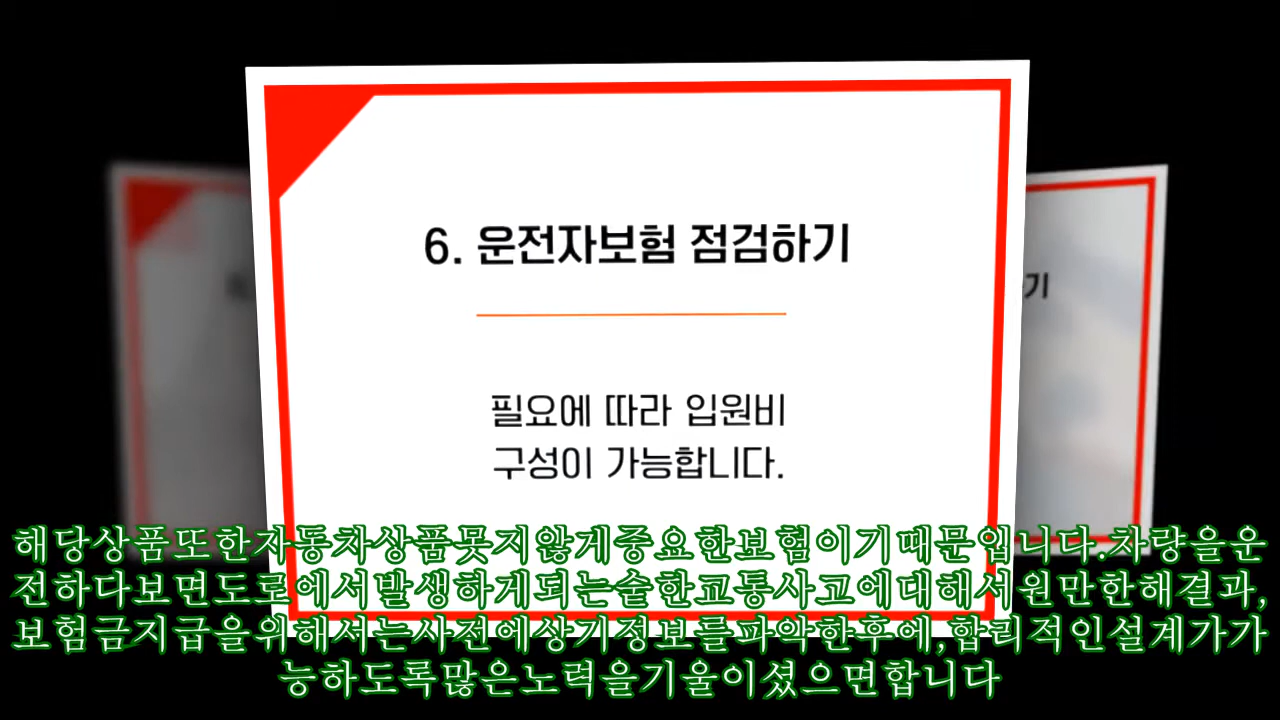 6. 운전자보험 점검하기
필요에 따라 입원비
구성이 가능합니다.
기
해당상품또한자동차상품못지않게중요한보험이기때문입니다.차량을운
전하다보면도로에서발생하게되는술한교통사고에대해서원만한해결과,
보험금지급을위해서는사전에상기정보를파악한후에,합리적인설계가가
능하도록많은노력을기울이셨으면합니다